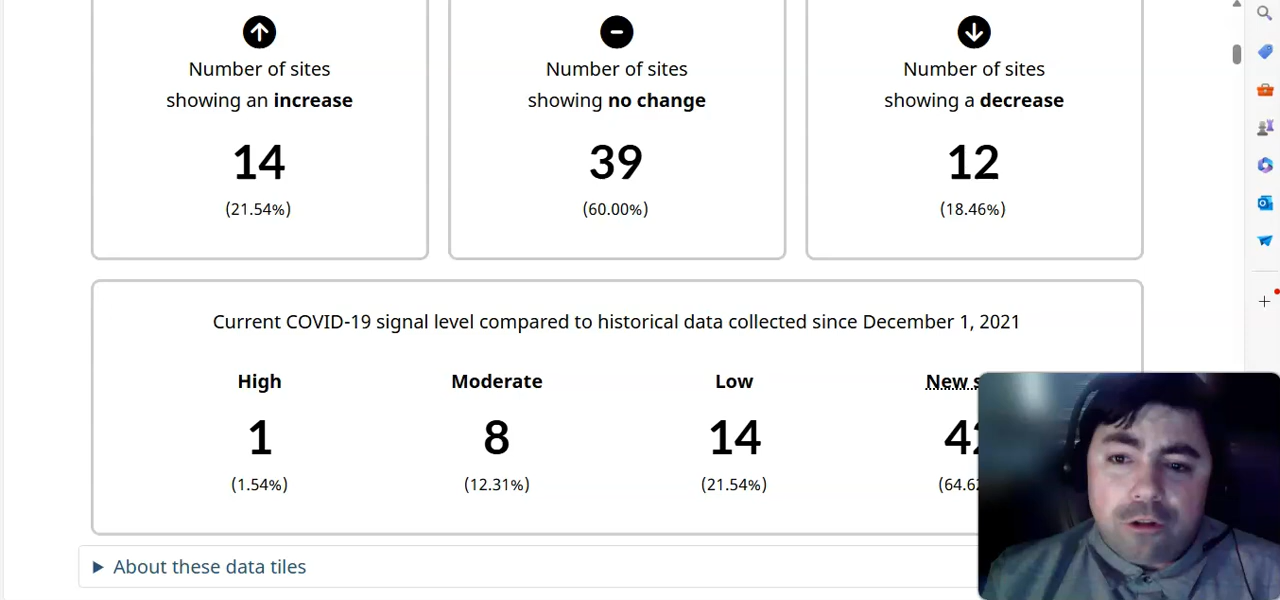 Number of sites
showing an increase
14
(21.54%)
Number of sites
showing no change
39
(60.00%)
Number of sites
showing a decrease
12
(18.46%)
Current COVID-19 signal level compared to historical data collected since December 1, 2021
High
1
(1.54%)
Moderate
8
(12.31%)
Low
14
(21.54%)
New
About these data tiles